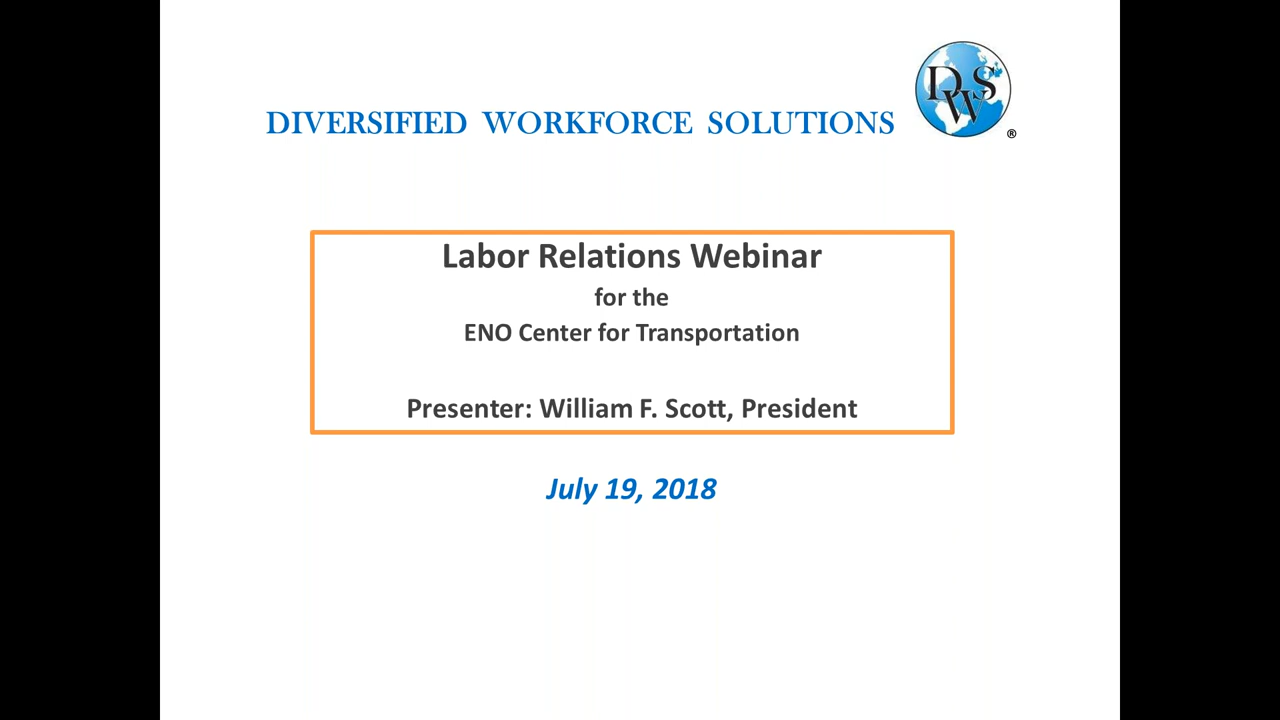 DIVERSIFIED WORKFORCE SOLUTIONS
DWS
®
Labor Relations Webinar
for the
ENO Center for Transportation
Presenter: William F. Scott, President
July 19, 2018